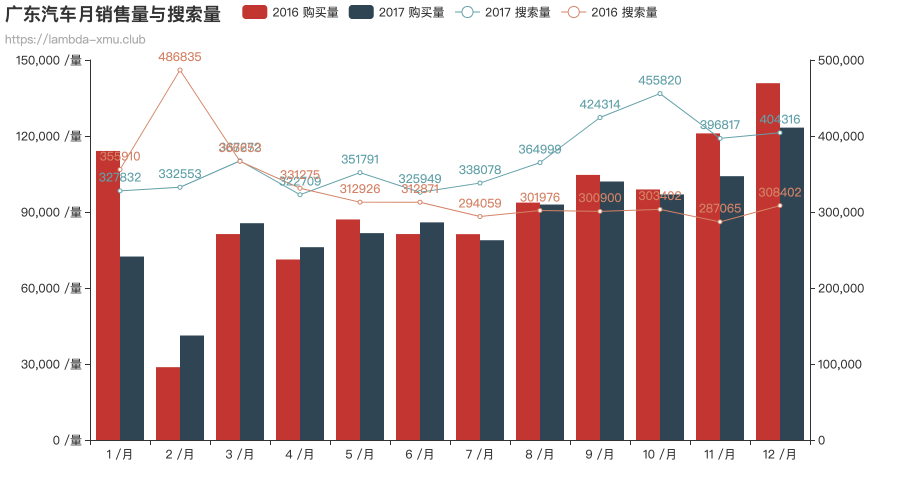 广东汽车月销售量与搜索量
2016 购买量 2017 购买量 2017 搜索量 2016 搜索量
https://lambda-xmu.club
150,000 /量
120,000 /量
90,000 /量
60,000 /量
30,000 /量
0 /量
500,000
400,000
300,000
200,000
100,000
0
355910
486835
331275
312926
312871
294059
301976
300900
303402
287065
308402
327832
332553
322709
351791
325949
338078
364999
424314
455820
396817
404316
1 /月 2 /月 3 /月 4 /月 5 /月 6 /月 7 /月 8 /月 9 /月 10 /月 11 /月 12 /月